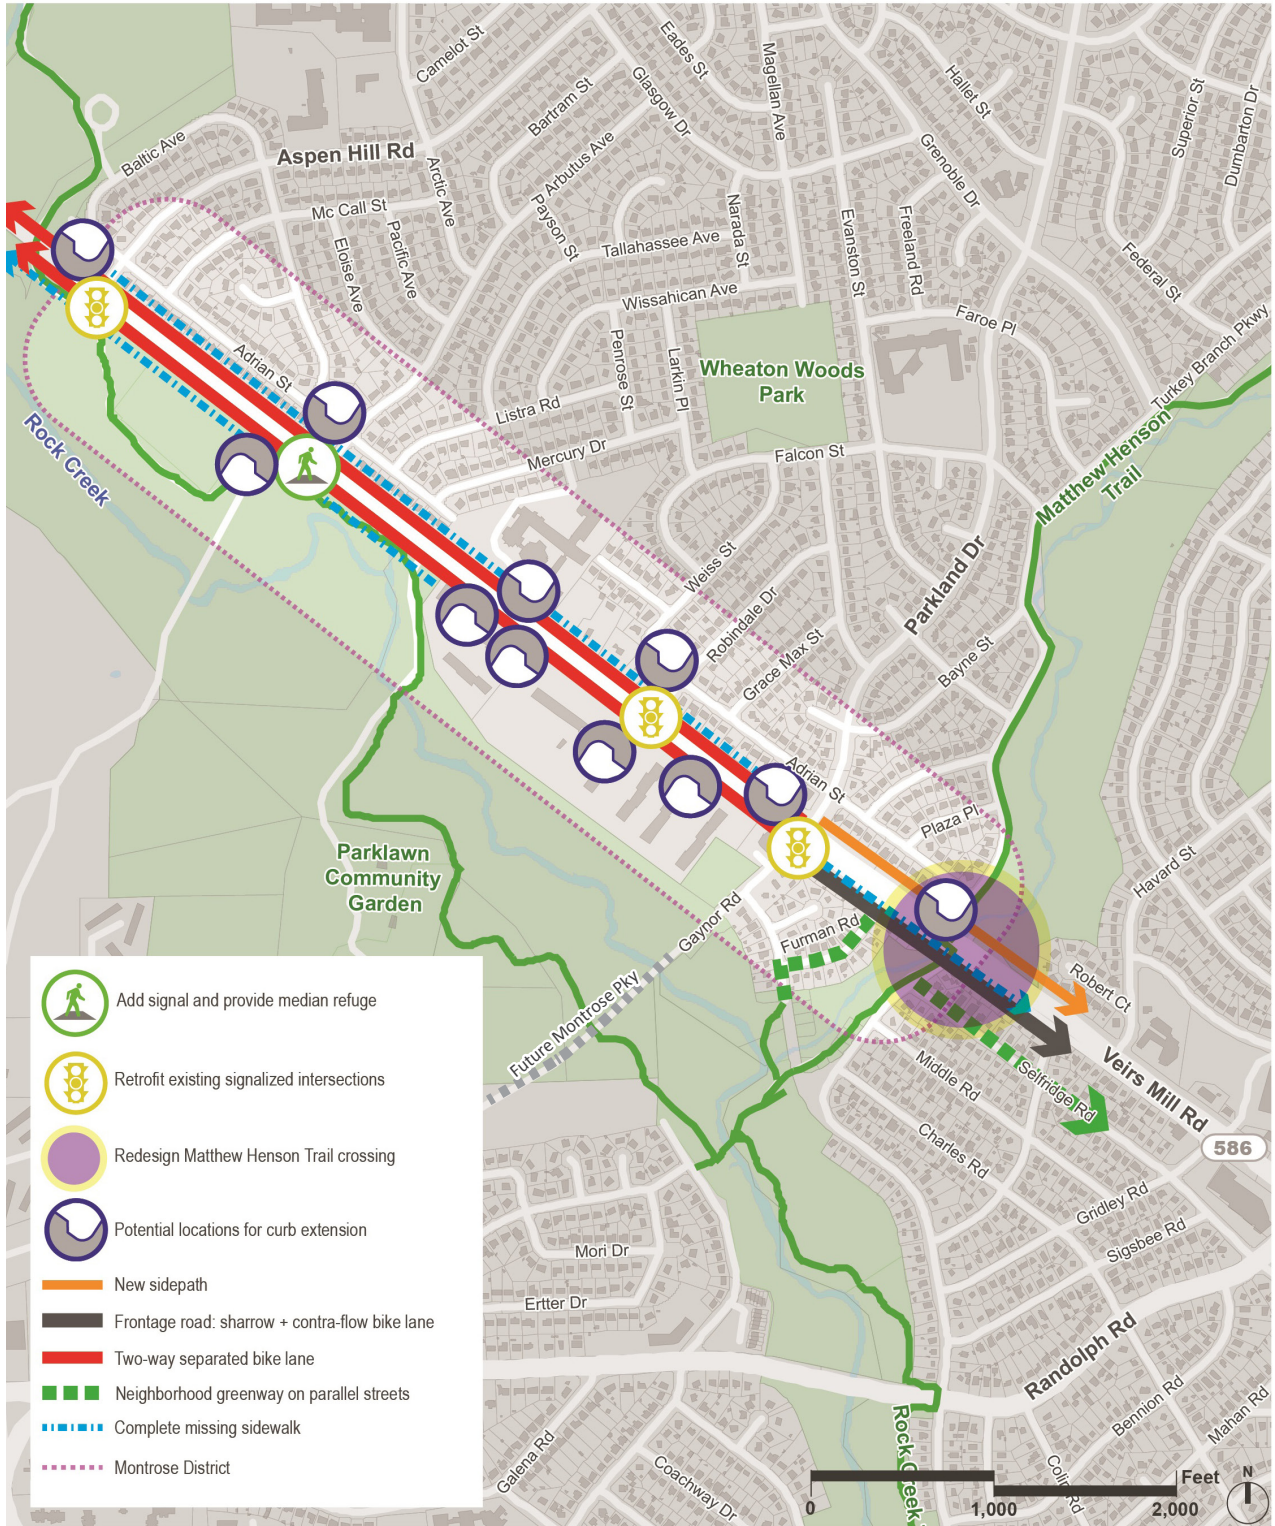 Camelot St
Eades St
Magellan Ave
Hallet St
Superior St
Dumbarton Dr
Bartram St
Glasgow Dr
Baltic Ave
Aspen Hill Rd
Arctic Ave
Arbutus Ave
Grenoble Dr
Mc Call St
Pacific Ave
Eloise Ave
Payson St
Narada St
Tallahassee Ave
Evanston St
Freeland Rd
Federal St
Wissahican Ave
Faroe Pl
Turkey Branch Pkwy
Adrian St
Penrose St
Larkin Pl
Wheaton Woods
Park
Listra Rd
Mercury Dr
Falcon St
Rock Creek
Matthew Henson
Trail
Weiss St
Parkland Dr
Robindale Dr
Grace Max St
Bayne St
Adrian St
Plaza Pl
Parklawn
Community
Garden
Havard St
Gaynor Rd
Furman Rd
Future Montrose Pky
Robert Ct
Veirs Mill Rd
586
Middle Rd
Selfridge Rd
Charles Rd
Gridley Rd
Sigsbee Rd
Mori Dr
Ertter Dr
Randolph Rd
Bennion Rd
Mahan Rd
Colin Rd
Galena Rd
Coachway Dr
Rock Creek
Add signal and provide median refuge
Retrofit existing signalized intersections
Redesign Matthew Henson Trail crossing
Potential locations for curb extension
New sidepath
Frontage road: sharrow + contra-flow bike lane
Two-way separated bike lane
Neighborhood greenway on parallel streets
Complete missing sidewalk
Montrose District
Feet
0
1,000
2,000
N